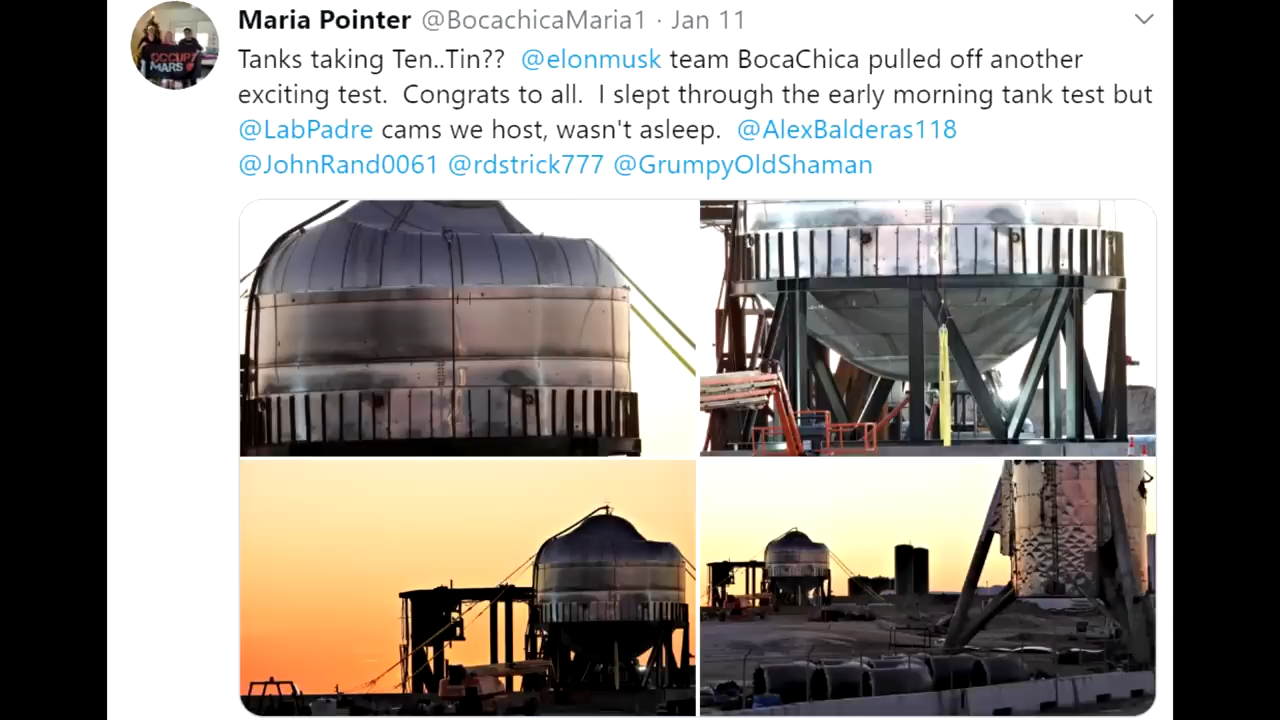 Maria Pointer @BocachicaMaria1 · Jan 11
Tanks taking Ten..Tin??  @elonmusk team BocaChica pulled off another
exciting test.  Congrats to all.  I slept through the early morning tank test but
@LabPadre cams we host, wasn't asleep.  @AlexBalderas118
@JohnRand0061 @rdstrick777 @GrumpyOldShaman
OCCUPY
MARS